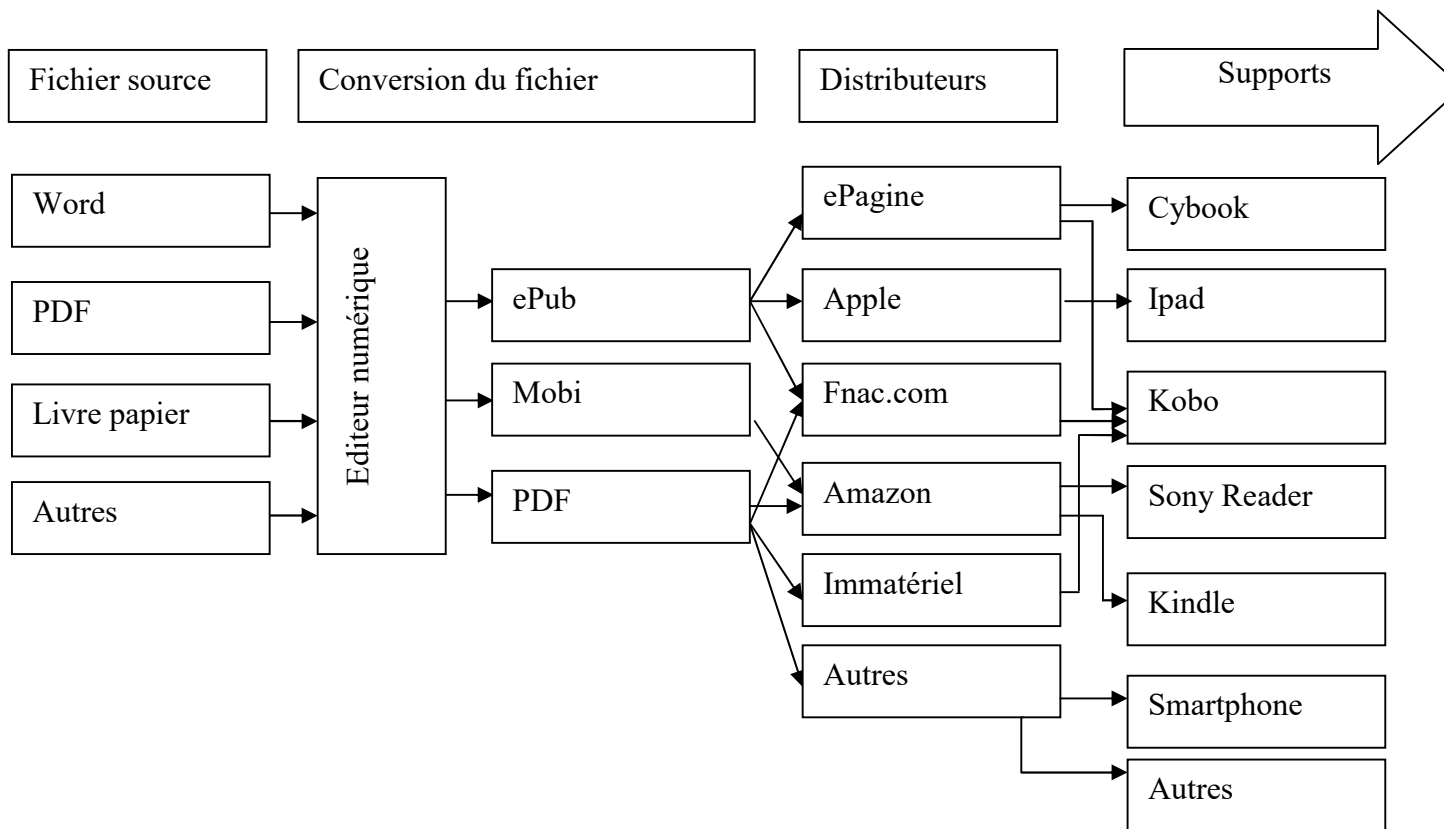 Fichier source
Conversion du fichier
Distributeurs
Supports
Word
PDF
Livre papier
Autres
Editeur numérique
ePub
Mobi
PDF
ePagine
Apple
Fnac.com
Amazon
Immatériel
Autres
Cybook
Ipad
Kobo
Sony Reader
Kindle
Smartphone
Autres